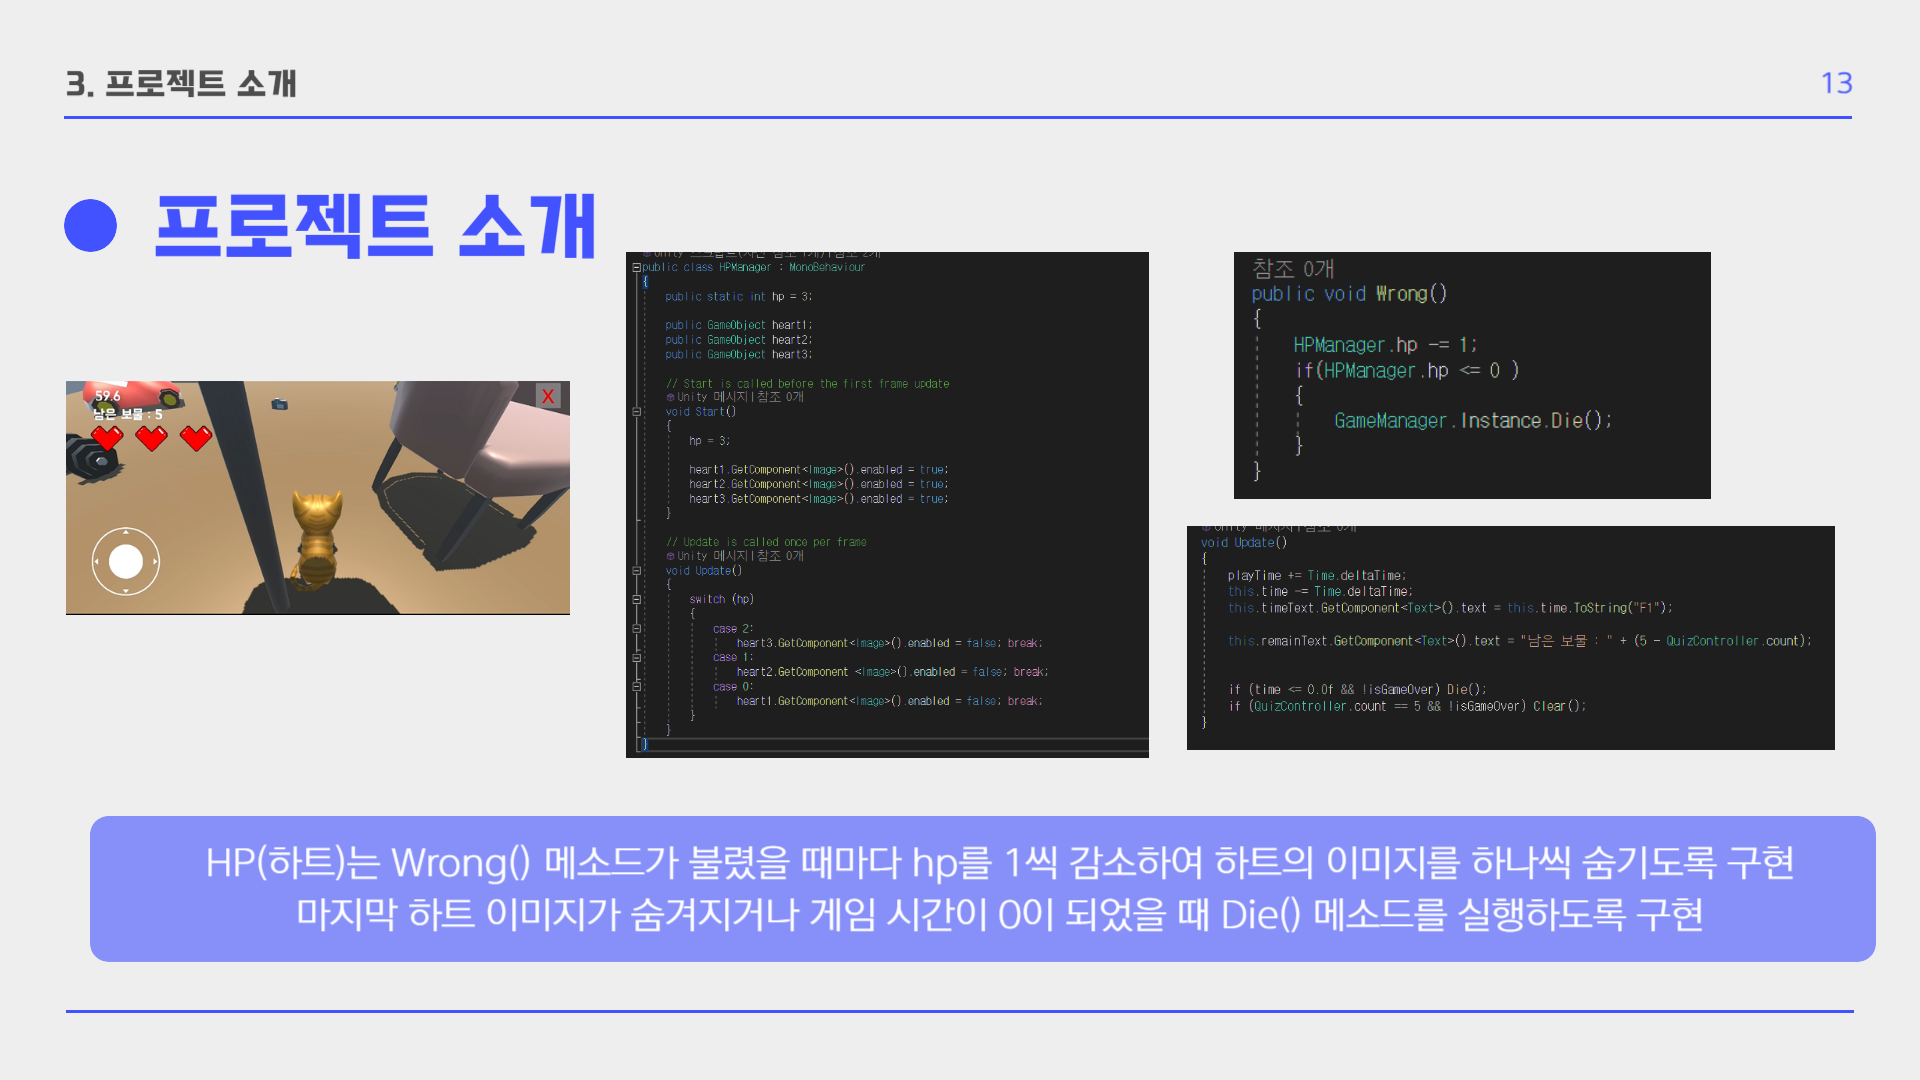 3. 프로젝트 소개
13
프로젝트 소개
59.6
남은 보물 : 5
X
public class HPManager : MonoBehaviour
{
public static int hp = 3;
public GameObject heart1;
public GameObject heart2;
public GameObject heart3;
// Start is called before the first frame update
Unity 메시지|참조 0개
void Start()
{
hp = 3;
heart1.GetComponent<Image>().enabled = true;
heart2.GetComponent<Image>().enabled = true;
heart3.GetComponent<Image>().enabled = true;
}
// Update is called once per frame
Unity 메시지|참조 0개
void Update()
{
switch (hp)
{
case 2:
heart3.GetComponent<Image>().enabled = false; break;
case 1:
heart2.GetComponent <Image>().enabled = false; break;
case 0:
heart1.GetComponent<Image>().enabled = false; break;
}
}
}
참조 0개
public void Wrong()
{
HPManager.hp -= 1;
if(HPManager.hp <= 0 )
{
GameManager.Instance.Die();
}
}
void Update()
{
playTime += Time.deltaTime;
this.time -= Time.deltaTime;
this.timeText.GetComponent<Text>().text = this.time.ToString("F1");
this.remainText.GetComponent<Text>().text = "남은 보물 : " + (5 - QuizController.count);
if (time <= 0.0f && !isGameOver) Die();
if (QuizController.count == 5 && !isGameOver) Clear();
}
HP(하트)는 Wrong() 메소드가 불렸을 때마다 hp를 1씩 감소하여 하트의 이미지를 하나씩 숨기도록 구현
마지막 하트 이미지가 숨겨지거나 게임 시간이 0이 되었을 때 Die() 메소드를 실행하도록 구현